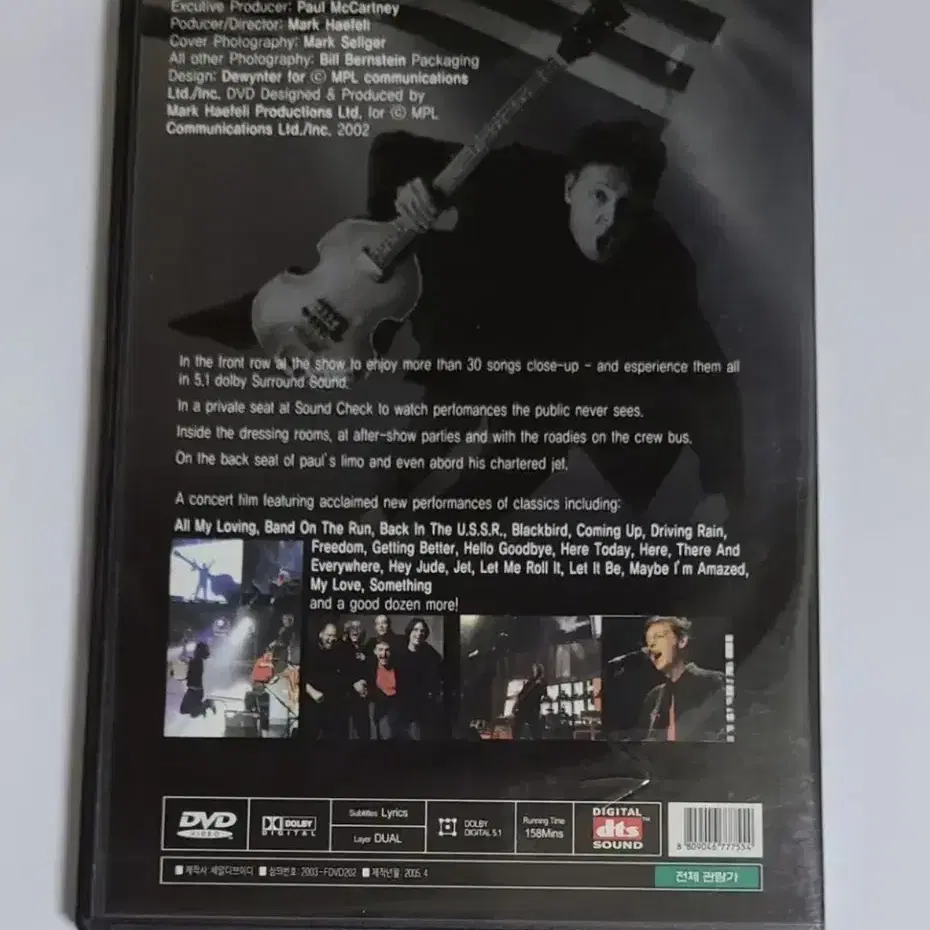 Excutive Producer: Paul McCartney
Poducer/Director: Mark Haefeli
Cover Photography: Mark Seliger
All other Photography: Bill Bernstein Packaging
Design: Dewynter for © MPL communications
Ltd./Inc. DVD Designed & Produced by
Mark Haefeli Productions Ltd. for © MPL
Communications Ltd./Inc. 2002
In the front row at the show to enjoy more than 30 songs close-up - and esperience them all
in 5.1 dolby Surround Sound.
In a private seat at Sound Check to watch perfomances the public never sees.
Inside the dressing rooms, at after-show parties and with the roadies on the crew bus.
On the back seat of paul's limo and even abord his chartered jet.
A concert film featuring acclaimed new performances of classics including:
All My Loving, Band On The Run, Back In The U.S.S.R., Blackbird, Coming Up, Driving Rain,
Freedom, Getting Better, Hello Goodbye, Here Today, Here, There And
Everywhere, Hey Jude, Jet, Let Me Roll It, Let It Be, Maybe I'm Amazed,
My Love, Something
and a good dozen more!
DVD VIDEO
DOLBY DIGITAL
Subtitles Lyrics
Layer DUAL
DOLBY DIGITAL 5.1
Running Time 158Mins
DIGITAL dts SOUND
8 809046 777554
제작사: 세일디브이디 심의번호: 2003-FDVD202 제작년월: 2005. 4
전체 관람가